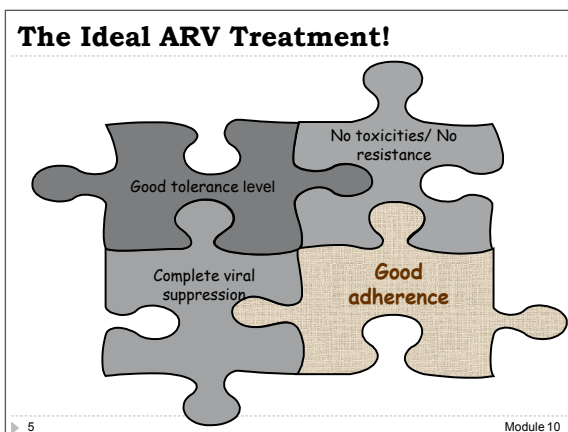 The Ideal ARV Treatment!
No toxicities/ No
resistance
Good tolerance level
Complete viral
suppression
Good
adherence
5
Module 10